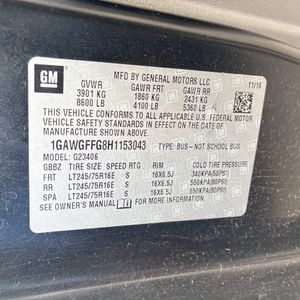 GM
MFD BY GENERAL MOTORS LLC
11/16
GVWR GAWR FRT GAWR RR
3901 KG 1860 KG 2431 KG
8600 LB 4100 LB 5360 LB
THIS VEHICLE CONFORMS TO ALL APPLICABLE U.S. FEDERAL MOTOR
VEHICLE SAFETY STANDARDS IN EFFECT ON THE DATE OF
MANUFACTURE SHOWN ABOVE.
1GAWGFFG8H1153043 TYPE: BUS - NOT SCHOOL BUS
MODEL: G23406
GBBZ TIRE SIZE SPEED RTG RIM COLD TIRE PRESSURE
FRT LT245/75R16E S 16X6.5J 340KPA(50PSI)
RR LT245/75R16E S 16X6.5J 550KPA(80PSI)
SPA LT245/75R16E S 16X6.5J 550KPA(80PSI)
SEE OWNER'S MANUAL